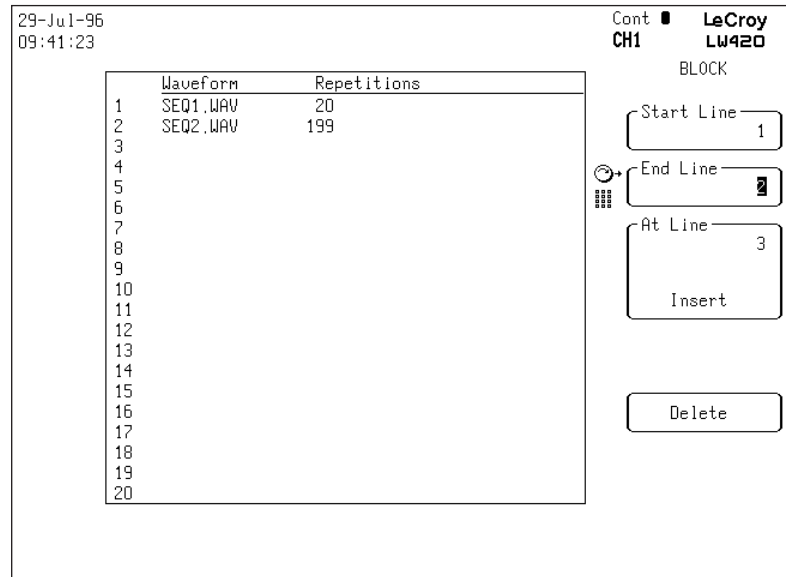 29-Jul-96
09:41:23
Cont
LeCroy
CH1
LW420
BLOCK
Waveform Repetitions
1 SEQ1.WAV 20
2 SEQ2.WAV 199
3
4
5
6
7
8
9
10
11
12
13
14
15
16
17
18
19
20
Start Line
1
End Line
2
At Line
3
Insert
Delete